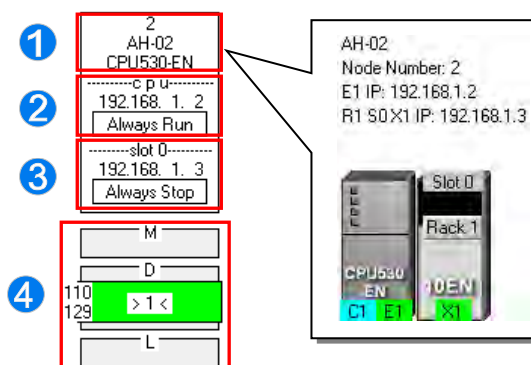 1
2
AH-02
CPU530-EN
2
--------c p u--------
192.168. 1. 2
Always Run
3
--------slot 0--------
192.168. 1. 3
Always Stop
4
M
D
110
129
> 1 <
L
AH-02
Node Number: 2
E1 IP: 192.168.1.2
R1 S0 X1 IP: 192.168.1.3
CPU530
EN
C1 E1
Slot 0
Rack 1
10EN
X1